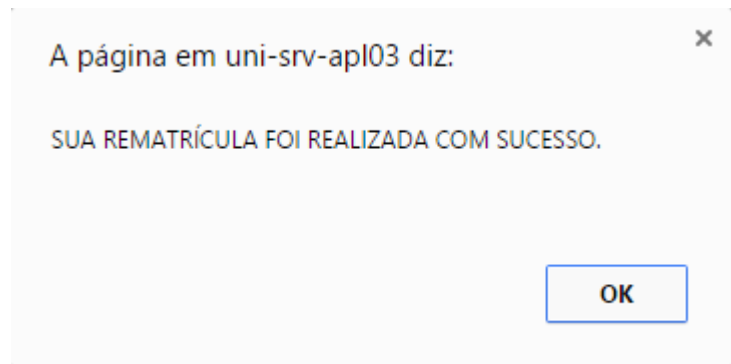 A página em uni-srv-apl03 diz:
×
SUA REMATRÍCULA FOI REALIZADA COM SUCESSO.
OK